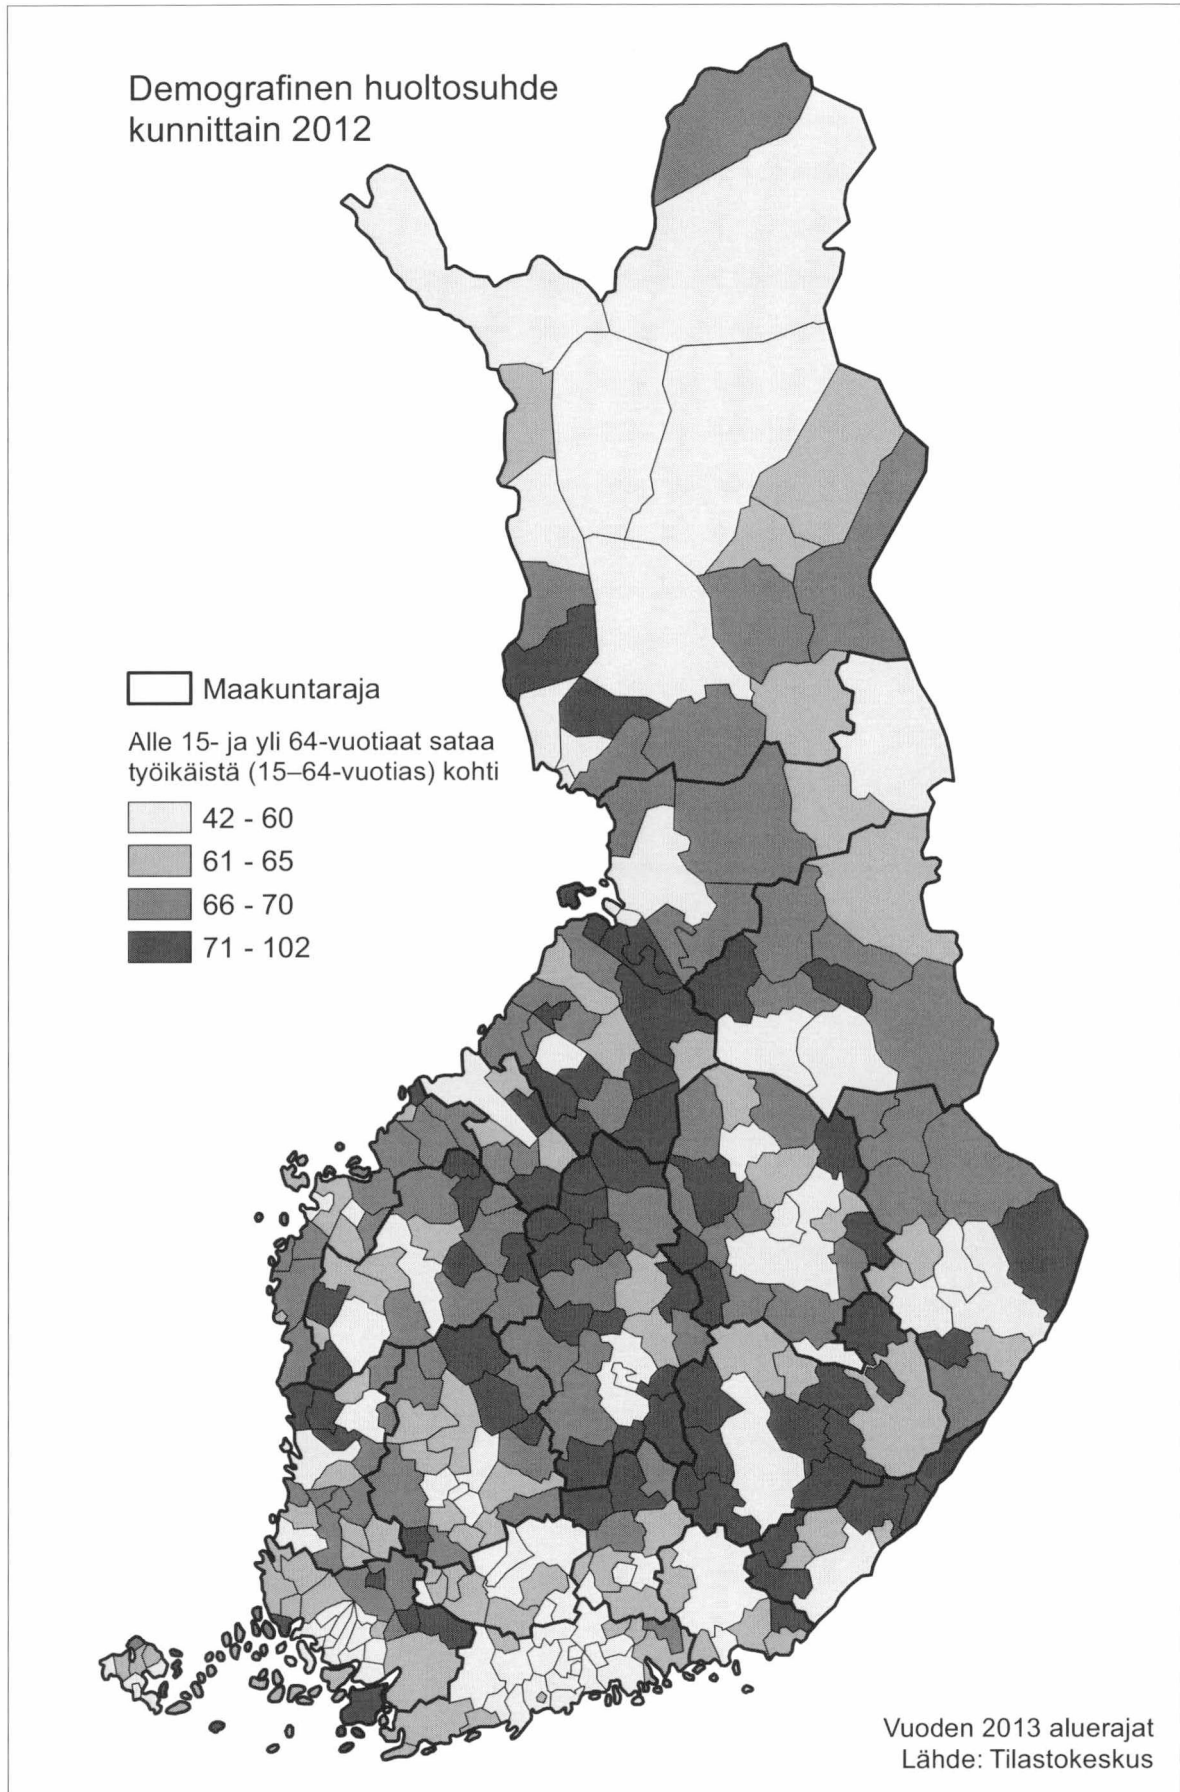 Demografinen huoltosuhde
kunnittain 2012
Maakuntaraja
Alle 15- ja yli 64-vuotiaat sataa
työikäistä (15–64-vuotias) kohti
42 - 60
61 - 65
66 - 70
71 - 102
Vuoden 2013 aluerajat
Lähde: Tilastokeskus